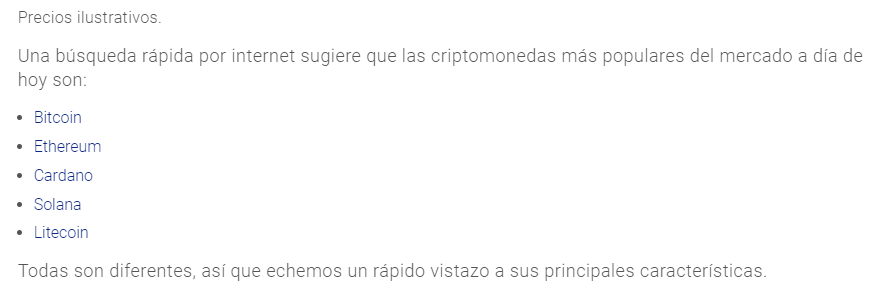 Precios ilustrativos.
Una búsqueda rápida por internet sugiere que las criptomonedas más populares del mercado a día de
hoy son:
• Bitcoin
• Ethereum
• Cardano
• Solana
• Litecoin
Todas son diferentes, así que echemos un rápido vistazo a sus principales características.